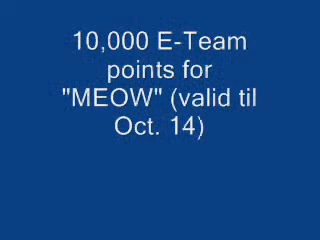 10,000 E-Team
points for
"MEOW" (valid til
Oct. 14)